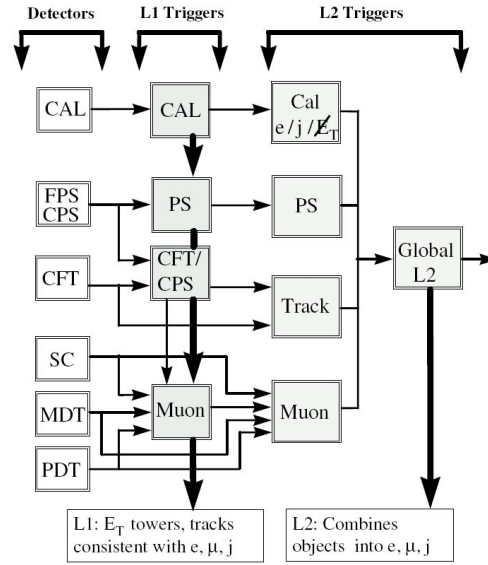 Detectors
L1 Triggers
L2 Triggers
CAL
CAL
Cal
e/j/E̸T
FPS
CPS
PS
PS
CFT/
CPS
CFT
Track
Global
L2
SC
MDT
PDT
Muon
Muon
L1: ET towers, tracks
consistent with e, μ, j
L2: Combines
objects into e, μ, j